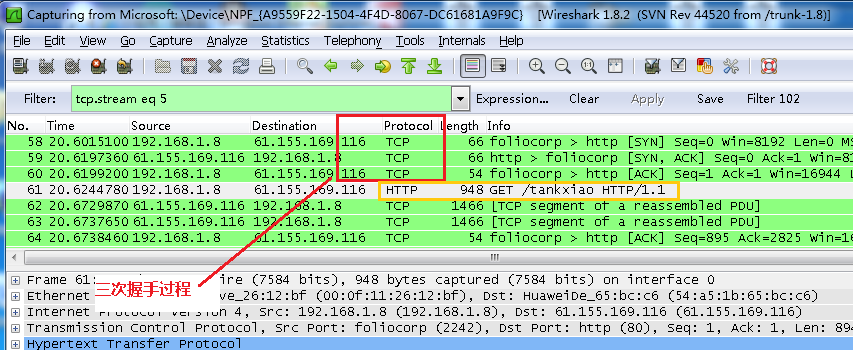 Capturing from Microsoft: \Device\NPF_{A9559F22-1504-4F4D-8067-DC61681A9F9C} [Wireshark 1.8.2 (SVN Rev 44520 from /trunk-1.8)]
File Edit View Go Capture Analyze Statistics Telephony Tools Internals Help
Filter: tcp.stream eq 5 Expression... Clear Apply Save Filter 102
No. Time Source Destination Protocol Length Info
58 20.6015100 192.168.1.8 61.155.169.116 TCP 66 foliocorp > http [SYN] Seq=0 Win=8192 Len=0 MS
59 20.6197360 61.155.169.116 192.168.1.8 TCP 66 http > foliocorp [SYN, ACK] Seq=0 Ack=1 Win=8
60 20.6199200 192.168.1.8 61.155.169.116 TCP 54 foliocorp > http [ACK] Seq=1 Ack=1 Win=16944 L
61 20.6244780 192.168.1.8 61.155.169.116 HTTP 948 GET /tankxiao HTTP/1.1
62 20.6729870 61.155.169.116 192.168.1.8 TCP 1466 [TCP segment of a reassembled PDU]
63 20.6737650 61.155.169.116 192.168.1.8 TCP 1466 [TCP segment of a reassembled PDU]
64 20.6738460 192.168.1.8 61.155.169.116 TCP 54 foliocorp > http [ACK] Seq=895 Ack=2825 Win=16
Frame 61: ire (7584 bits), 948 bytes captured (7584 bits) on interface 0
三次握手过程
Ethernet ve_26:12:bf (00:0f:11:26:12:bf), Dst: HuaweiDe_65:bc:c6 (54:a5:1b:65:bc:c6)
Internet Protocol Version 4, Src: 192.168.1.8 (192.168.1.8), Dst: 61.155.169.116 (61.155.169.116)
Transmission Control Protocol, Src Port: foliocorp (2242), Dst Port: http (80), Seq: 1, Ack: 1, Len: 894
Hypertext Transfer Protocol